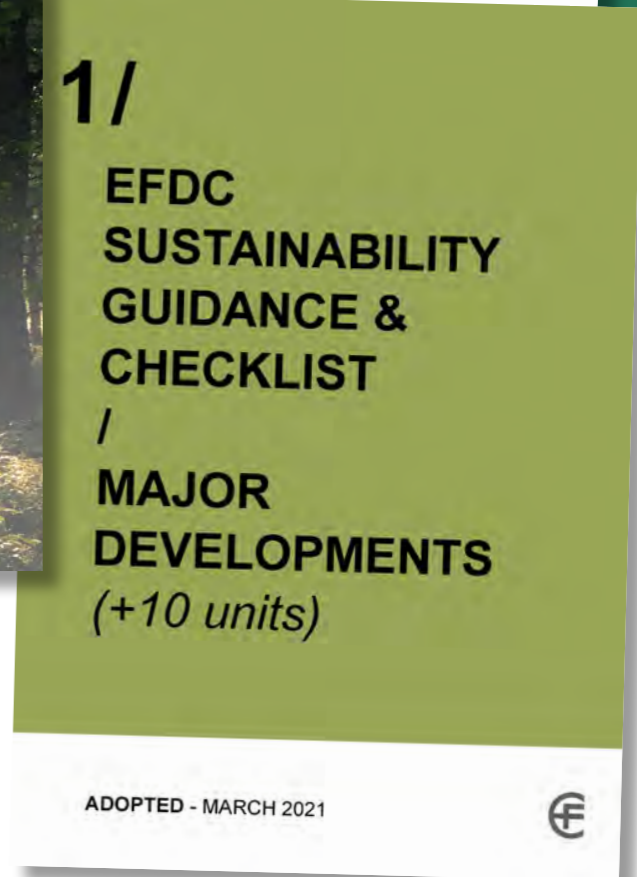 1/
EFDC
SUSTAINABILITY
GUIDANCE &
CHECKLIST
/
MAJOR
DEVELOPMENTS
(+10 units)
ADOPTED - MARCH 2021